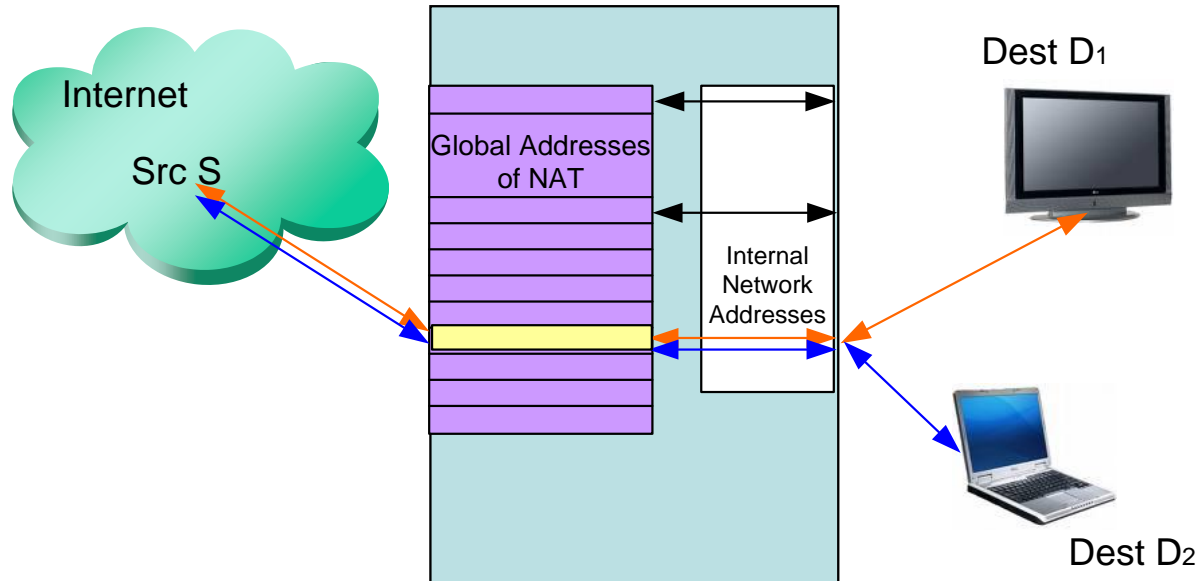 Internet
Src S
Global Addresses
of NAT
Internal
Network
Addresses
Dest D1
Dest D2